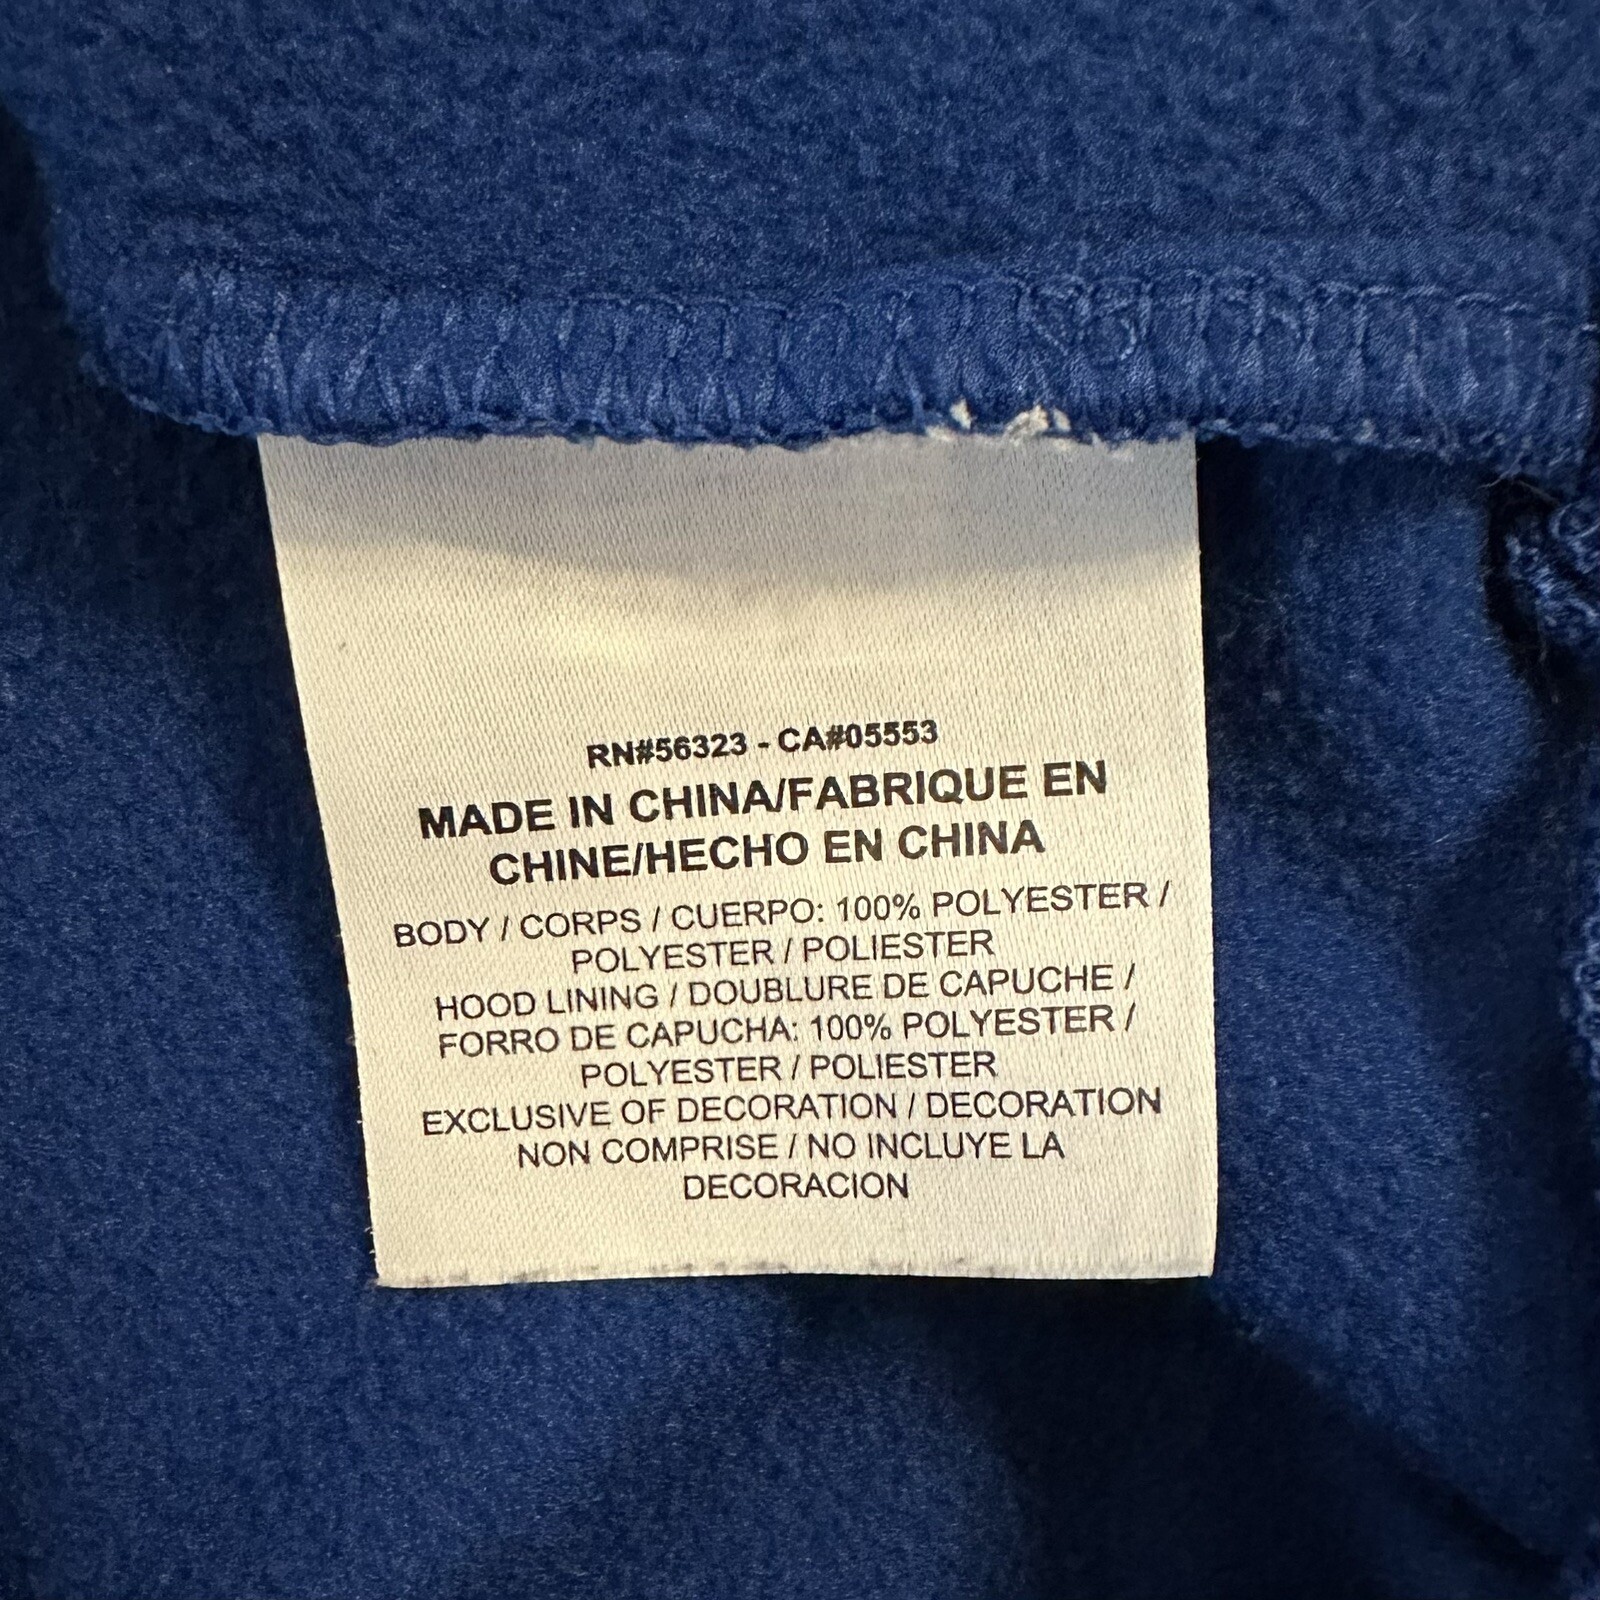 RN#56323 - CA#05553
MADE IN CHINA/FABRIQUE EN
CHINE/HECHO EN CHINA
BODY / CORPS / CUERPO: 100% POLYESTER /
POLYESTER / POLIESTER
HOOD LINING / DOUBLURE DE CAPUCHE /
FORRO DE CAPUCHA: 100% POLYESTER /
POLYESTER / POLIESTER
EXCLUSIVE OF DECORATION / DECORATION
NON COMPRISE / NO INCLUYE LA
DECORACION